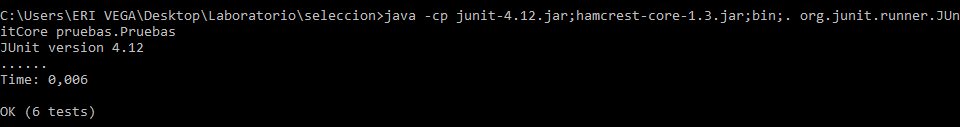 C:\Users\ERI VEGA\Desktop\Laboratorio\seleccion>java -cp junit-4.12.jar;hamcrest-core-1.3.jar;bin;. org.junit.runner.JUn
itCore pruebas.Pruebas
JUnit version 4.12
......
Time: 0,006
OK (6 tests)